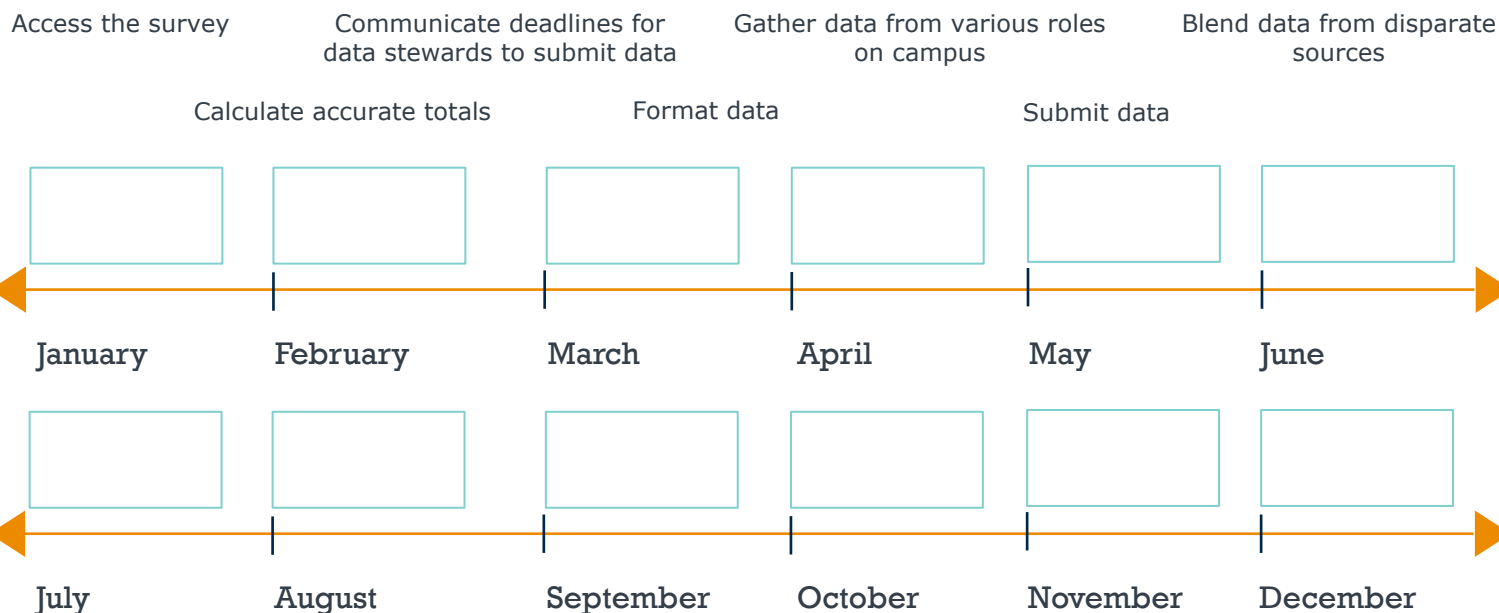 Access the survey
Communicate deadlines for
data stewards to submit data
Gather data from various roles
on campus
Blend data from disparate
sources
Calculate accurate totals
Format data
Submit data
January
February
March
April
May
June
July
August
September
October
November
December